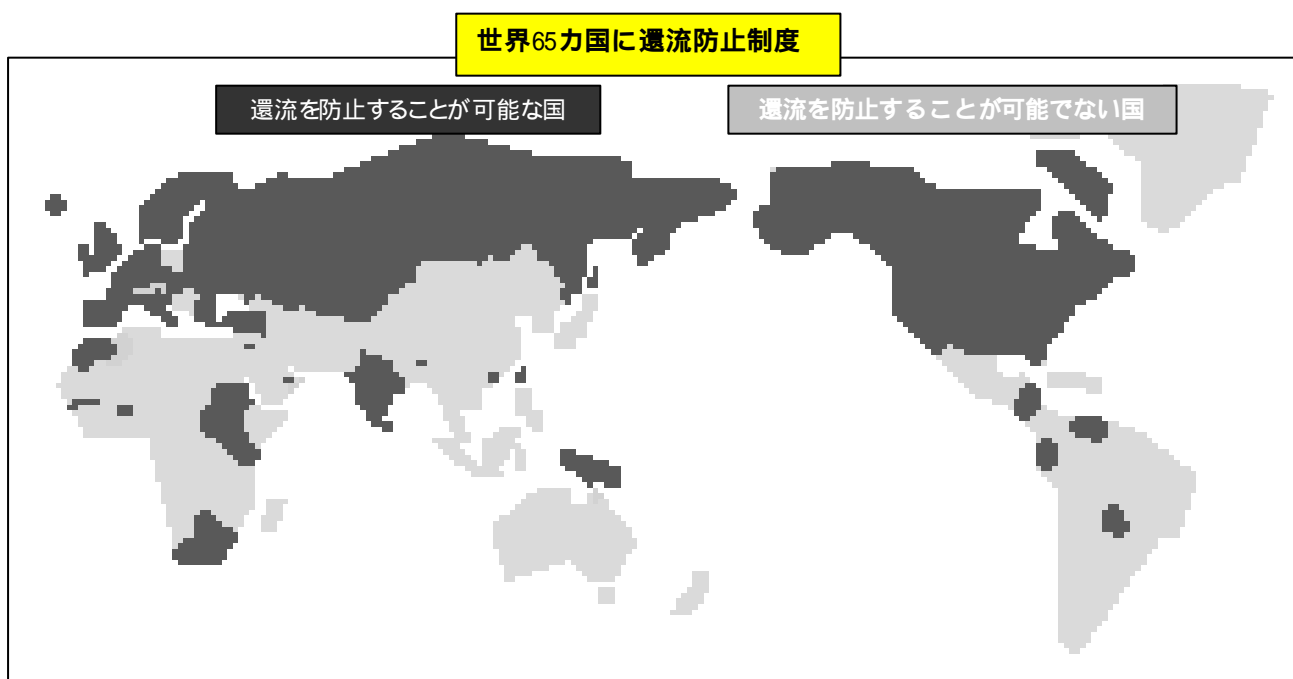 世界65カ国に還流防止制度
還流を防止することが可能な国
還流を防止することが可能でない国